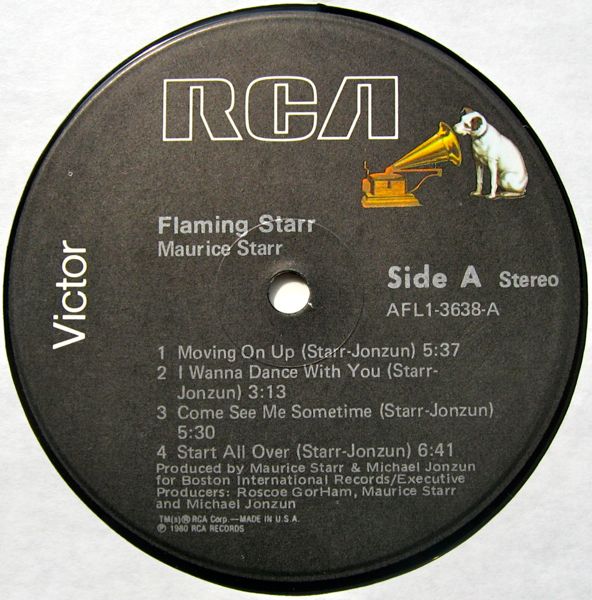 RCA
Victor
Flaming Starr
Maurice Starr
Side A Stereo
AFL1-3638-A
1 Moving On Up (Starr-Jonzun) 5:37
2 I Wanna Dance With You (Starr-
Jonzun) 3:13
3 Come See Me Sometime (Starr-Jonzun)
5:30
4 Start All Over (Starr-Jonzun) 6:41
Produced by Maurice Starr & Michael Jonzun
for Boston International Records/Executive
Producers: Roscoe GorHam, Maurice Starr
and Michael Jonzun
TM(s)® RCA Corp.—MADE IN U.S.A.
℗ 1980 RCA RECORDS